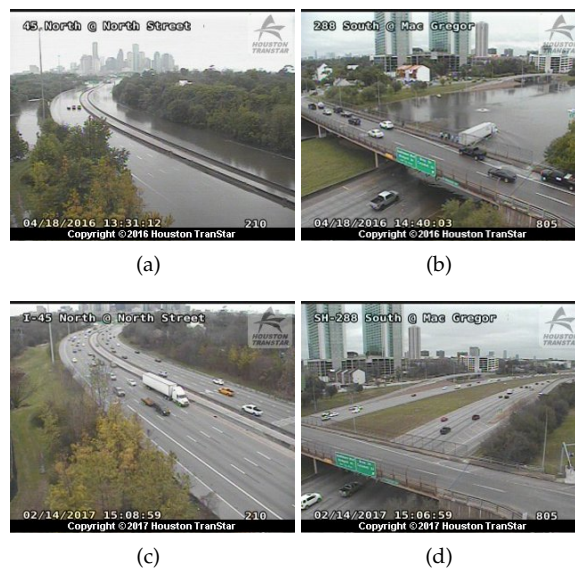 45 North @ North Street
HOUSTON
TRANSTAR
04/18/2016 13:31:12 210
Copyright ©2016 Houston TranStar
(a)
288 South @ Mac Gregor
HOUSTON
TRANSTAR
04/18/2016 14:40:03 805
Copyright ©2016 Houston TranStar
(b)
I-45 North @ North Street
HOUSTON
TRANSTAR
02/14/2017 15:08:59 210
Copyright ©2017 Houston TranStar
(c)
SH-288 South @ Mac Gregor
HOUSTON
TRANSTAR
02/14/2017 15:06:59 805
Copyright ©2017 Houston TranStar
(d)